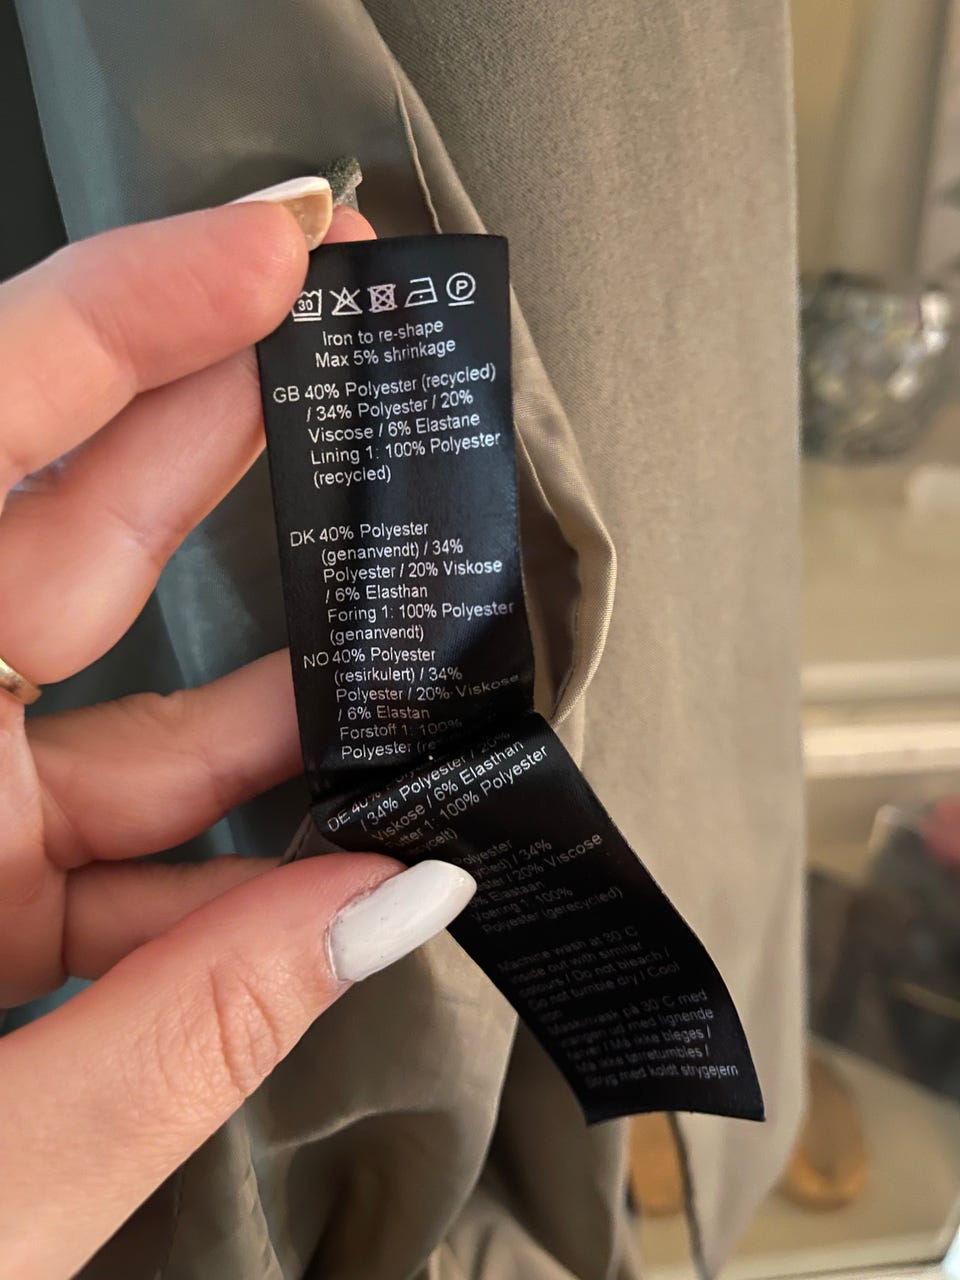 30 P
Iron to re-shape
Max 5% shrinkage
GB 40% Polyester (recycled)
/ 34% Polyester / 20%
Viscose / 6% Elastane
Lining 1: 100% Polyester
(recycled)
DK 40% Polyester
(genanvendt) / 34%
Polyester / 20% Viskose
/ 6% Elasthan
Foring 1: 100% Polyester
(genanvendt)
NO 40% Polyester
(resirkulert) / 34%
Polyester / 20% Viskose
/ 6% Elastan
Forstoff 1: 100%
Polyester
DE 40%
/ 34% Polyester / 20%
Viskose / 6% Elasthan
1: 100% Polyester
Polyester
/ 34%
/ 20% Viscose
Elastaan
Voering 1: 100%
Polyester (gerecycled)
Machine wash at 30°C
inside out with similar
colours / Do not bleach /
Do not tumble dry / Cool
iron
Maskinvask på 30°C med
vrangen ud med lignende
farver / Må ikke bleges /
Må ikke tørretumbles /
Stryg med koldt strygejern